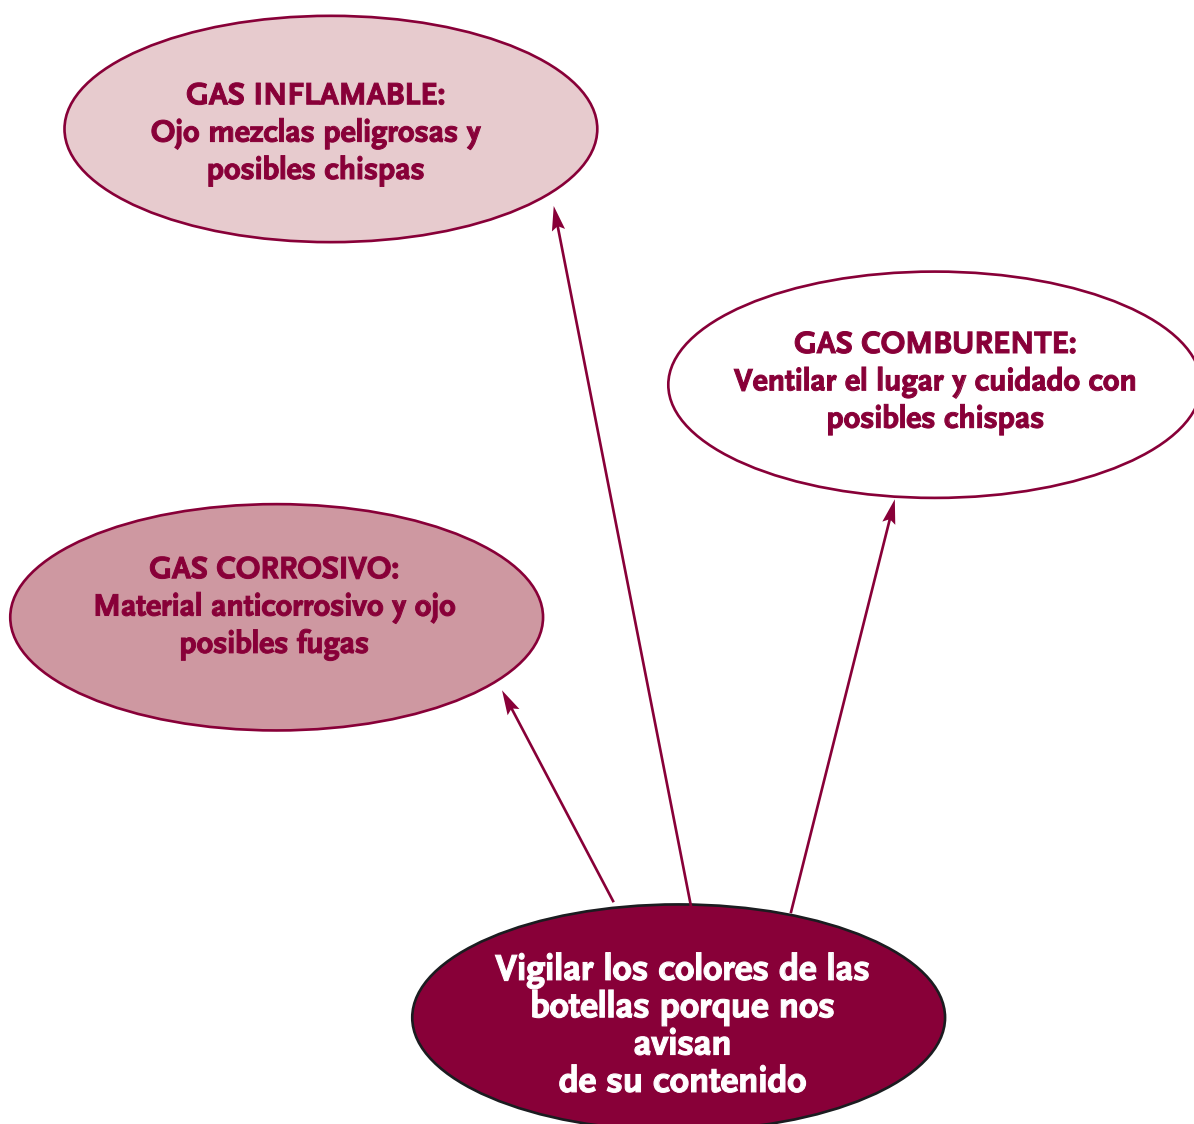 GAS INFLAMABLE:
Ojo mezclas peligrosas y
posibles chispas
GAS COMBURENTE:
Ventilar el lugar y cuidado con
posibles chispas
GAS CORROSIVO:
Material anticorrosivo y ojo
posibles fugas
Vigilar los colores de las
botellas porque nos
avisan
de su contenido